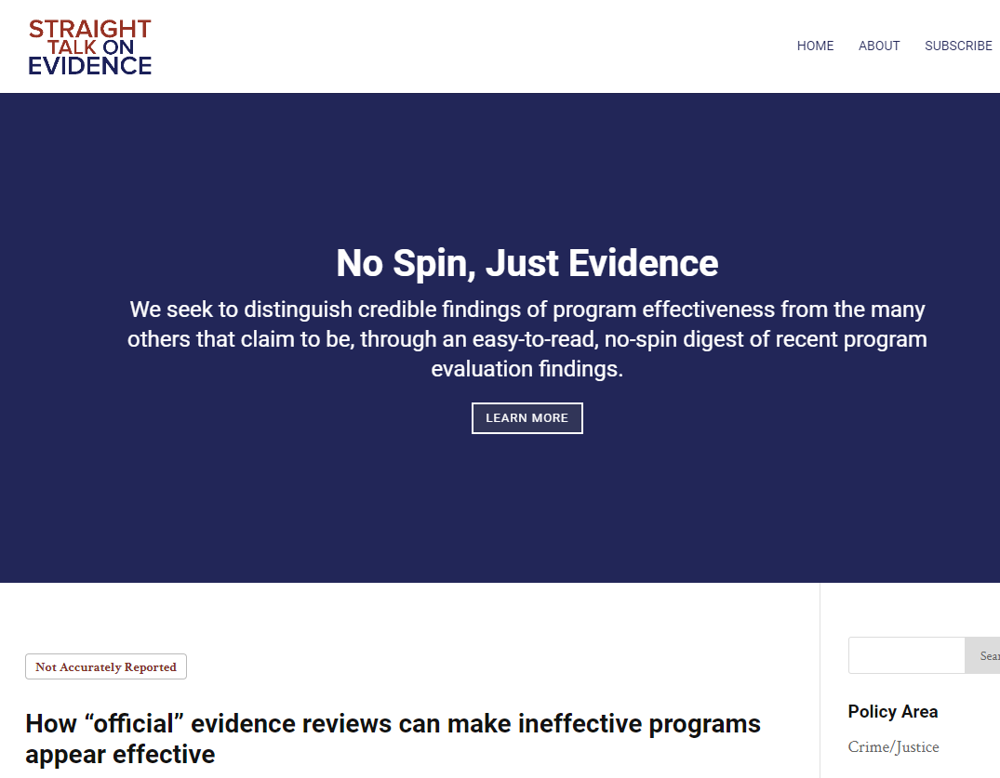 STRAIGHT
TALK ON
EVIDENCE
HOME ABOUT SUBSCRIBE
No Spin, Just Evidence
We seek to distinguish credible findings of program effectiveness from the many
others that claim to be, through an easy-to-read, no-spin digest of recent program
evaluation findings.
LEARN MORE
Not Accurately Reported
How “official” evidence reviews can make ineffective programs
appear effective
Policy Area
Crime/Justice